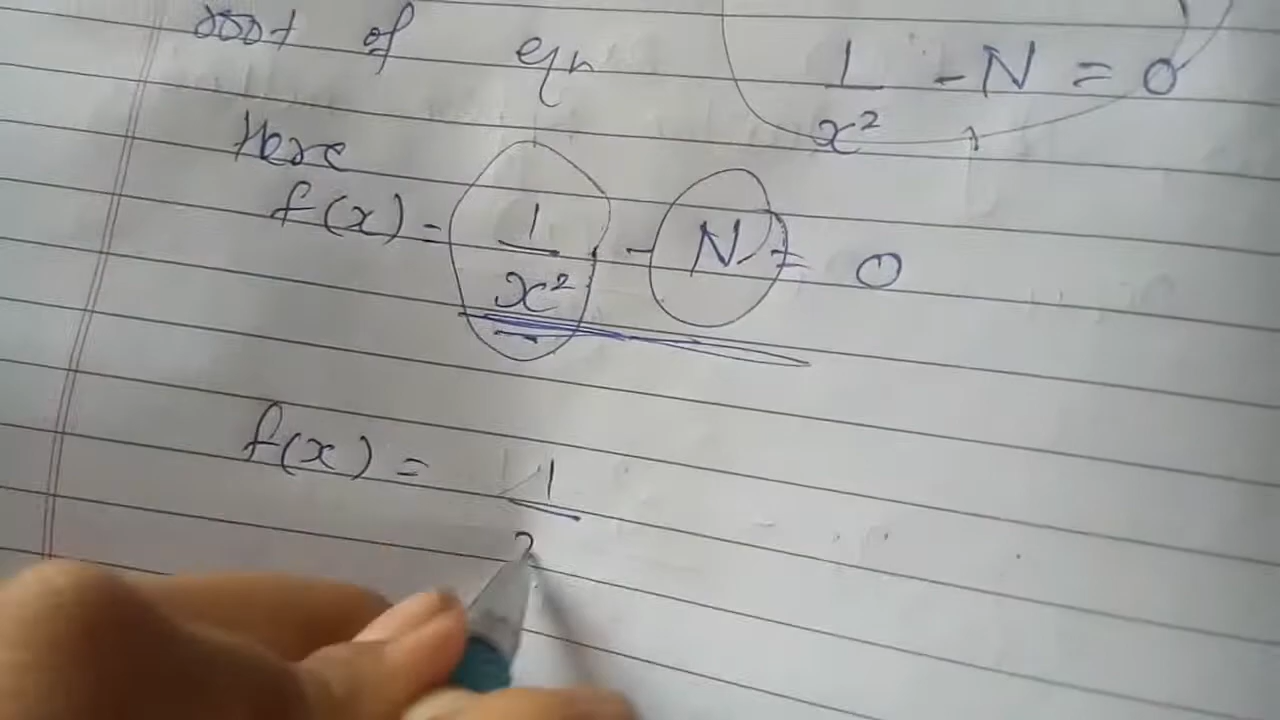 root of eqn 1/x² - N = 0
Here
f(x) = 1/x² - N = 0
f(x) = 1/